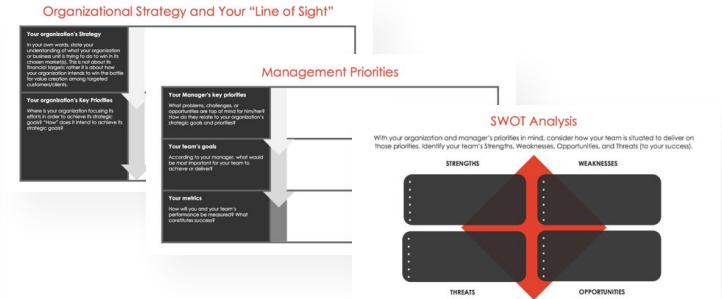 Organizational Strategy and Your “Line of Sight”
Your organization's Strategy
In your own words, state your
understanding of what your organization
or business unit is trying to do to win in its
chosen market(s). This is not about its
financial targets; rather it is about how
your organization intends to win the battle
for value creation among targeted
customers/clients.
Your organization's Key Priorities
Where is your organization focusing its
efforts in order to achieve its strategic
goals? “How” does it intend to achieve its
strategic goals?
Management Priorities
Your Manager's key priorities
What problems, challenges, or
opportunities are top of mind for him/her?
How do they relate to your organization's
strategic goals and priorities?
Your team's goals
According to your manager, what would
be most important for your team to
achieve or deliver?
Your metrics
How will you and your team's
performance be measured? What
constitutes success?
SWOT Analysis
With your organization and manager's priorities in mind, consider how your team is situated to deliver on
those priorities. Identify your team's Strengths, Weaknesses, Opportunities, and Threats (to your success).
STRENGTHS
WEAKNESSES
THREATS
OPPORTUNITIES